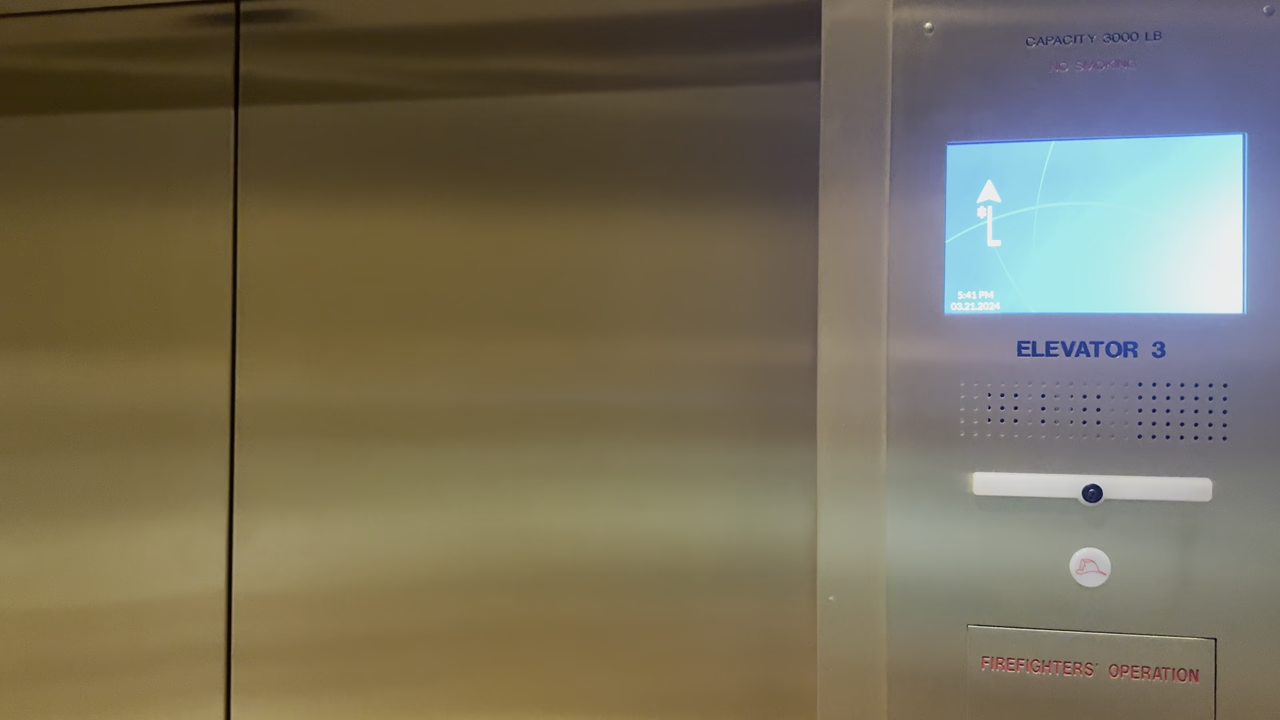 CAPACITY 3000 LB
NO SMOKING
*L
5:41 PM
03.21.2024
ELEVATOR 3
FIREFIGHTERS' OPERATION